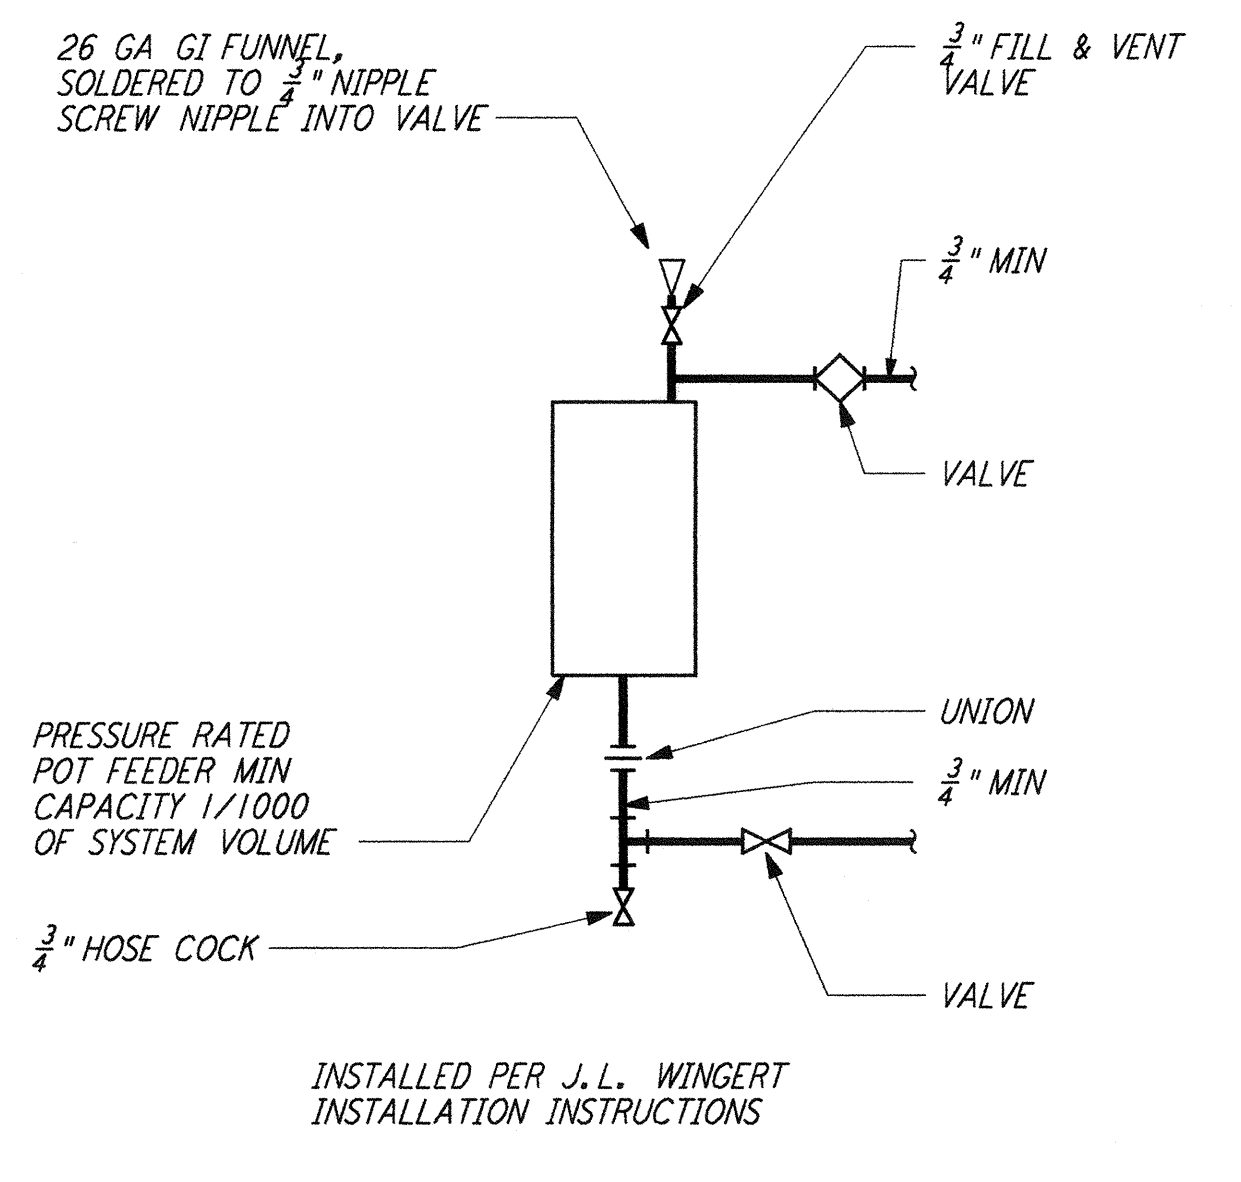 26 GA GI FUNNEL,
SOLDERED TO 3/4" NIPPLE
SCREW NIPPLE INTO VALVE
3/4" FILL & VENT
VALVE
3/4" MIN
VALVE
UNION
3/4" MIN
PRESSURE RATED
POT FEEDER MIN
CAPACITY 1/1000
OF SYSTEM VOLUME
3/4" HOSE COCK
VALVE
INSTALLED PER J.L. WINGERT
INSTALLATION INSTRUCTIONS